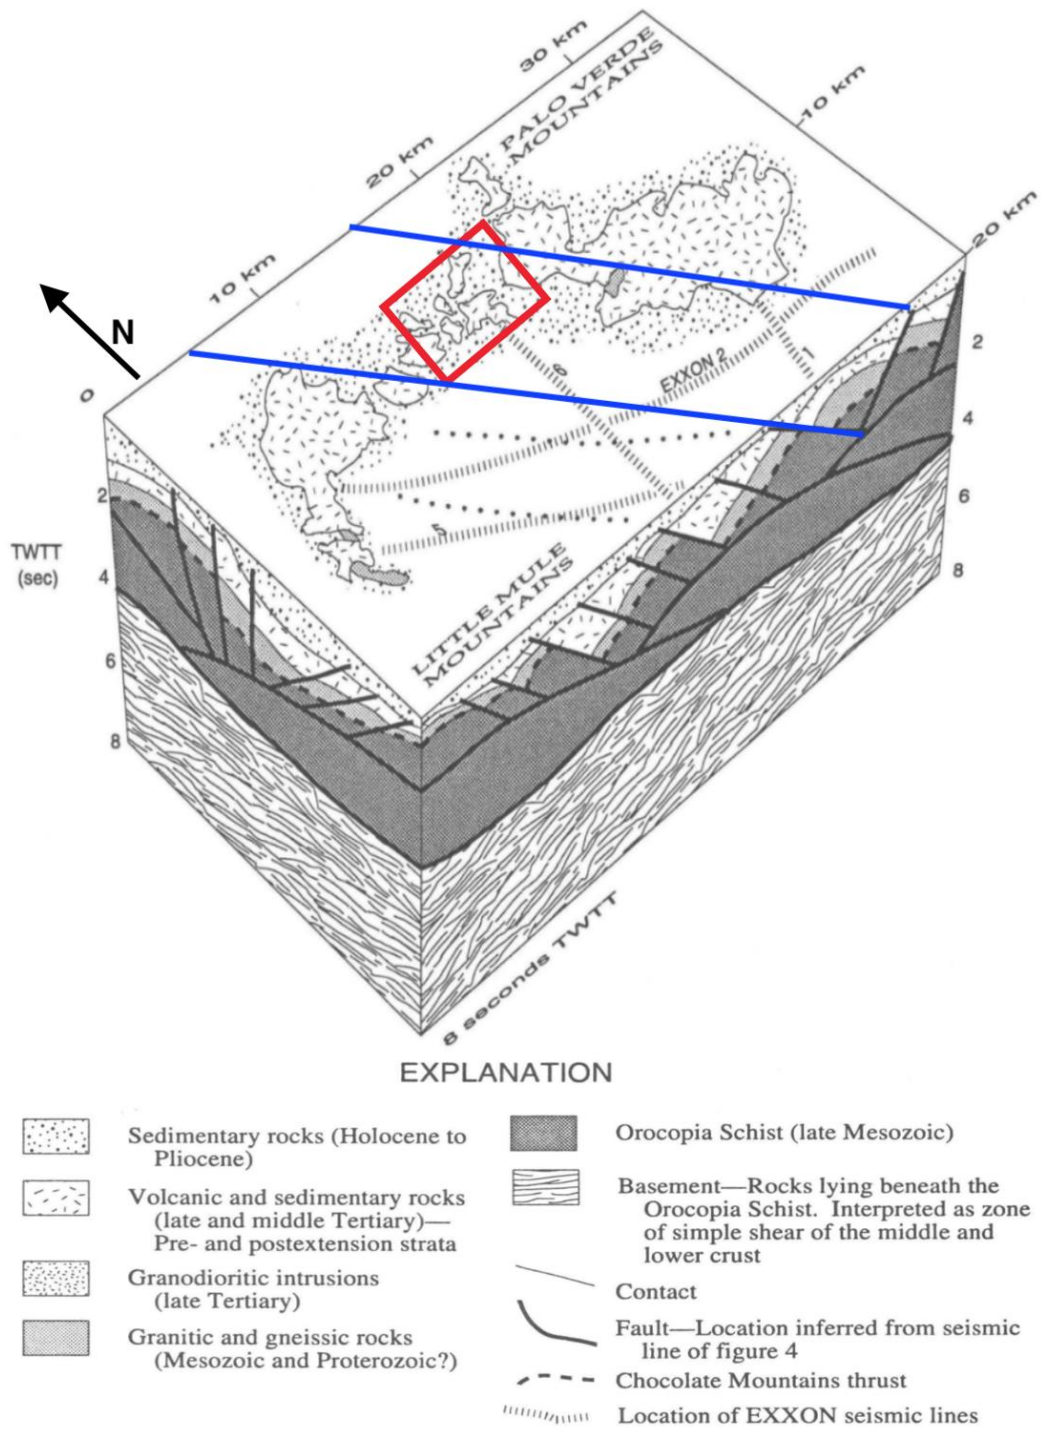 30 km
PALO VERDE
MOUNTAINS
10 km
20 km
20 km
10 km
N
0
EXXON 2
1
6
5
2
4
6
8
TWTT
(sec)
2
4
6
8
LITTLE MULE
MOUNTAINS
8 seconds TWTT
EXPLANATION
Sedimentary rocks (Holocene to
Pliocene)
Volcanic and sedimentary rocks
(late and middle Tertiary)—
Pre- and postextension strata
Granodioritic intrusions
(late Tertiary)
Granitic and gneissic rocks
(Mesozoic and Proterozoic?)
Orocopia Schist (late Mesozoic)
Basement—Rocks lying beneath the
Orocopia Schist. Interpreted as zone
of simple shear of the middle and
lower crust
Contact
Fault—Location inferred from seismic
line of figure 4
Chocolate Mountains thrust
Location of EXXON seismic lines